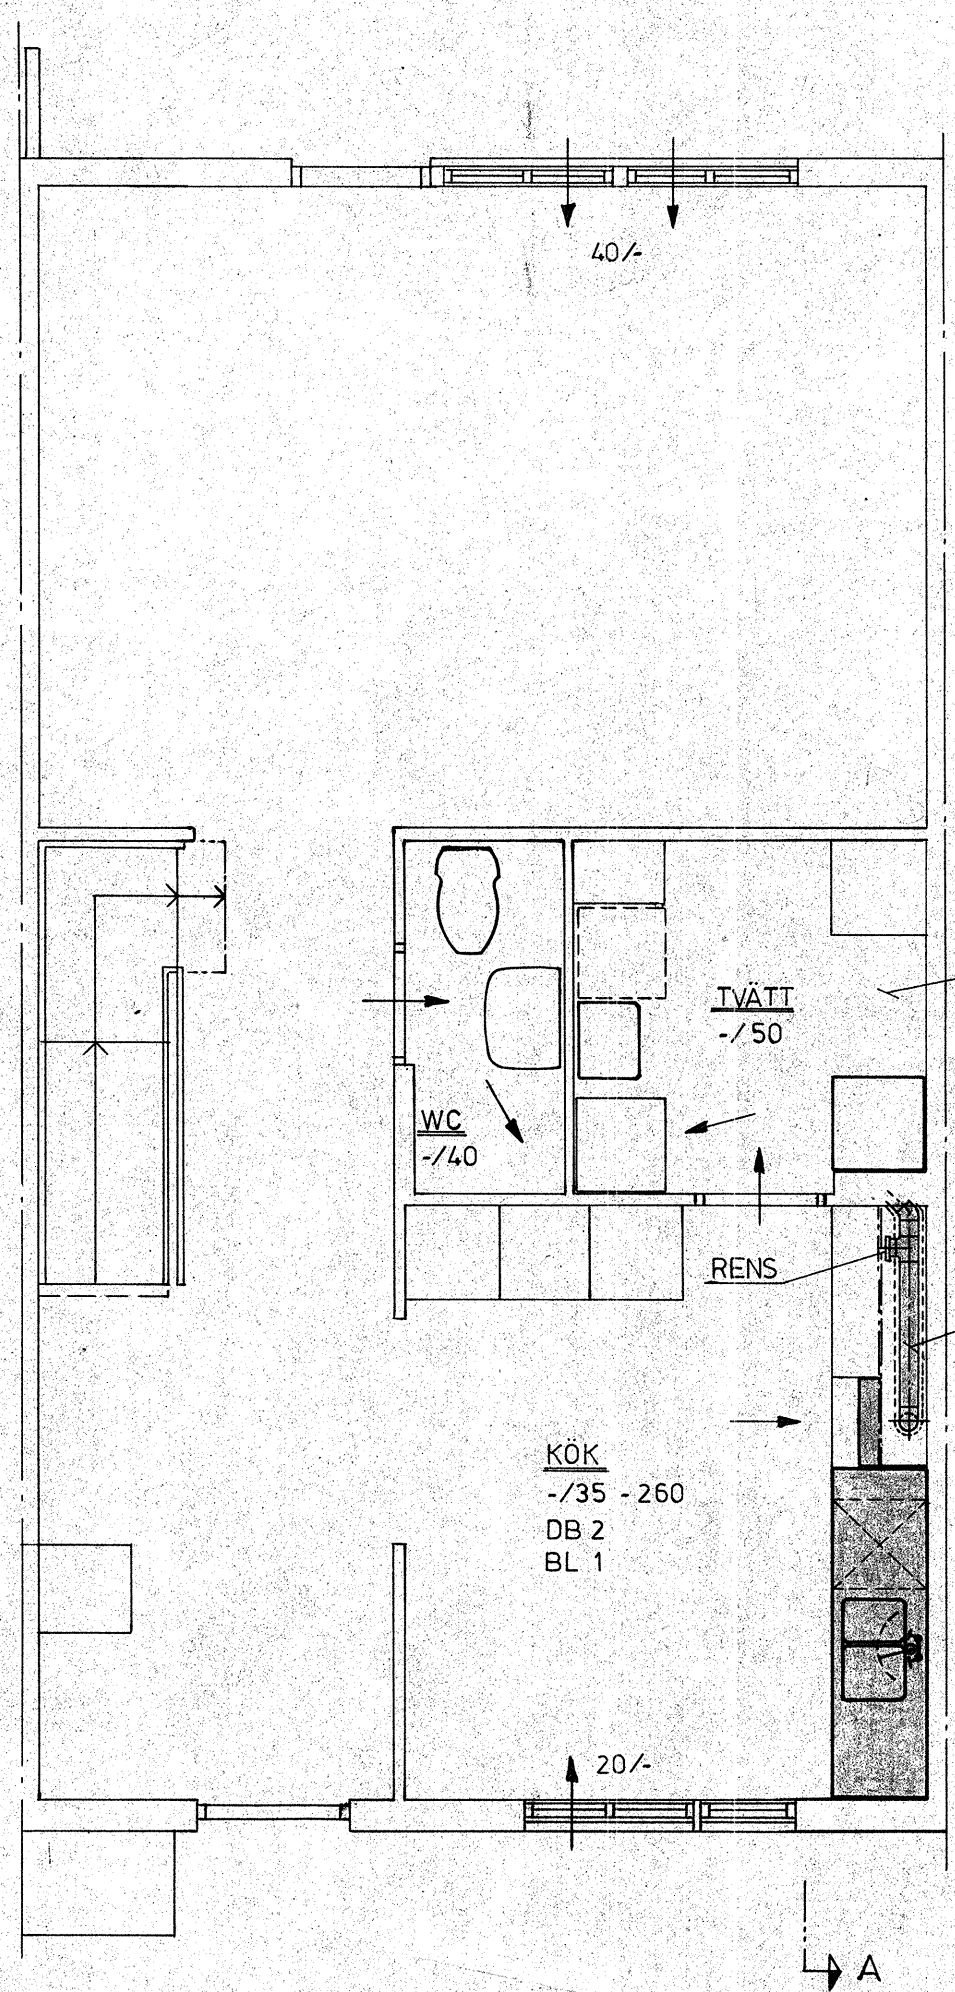 40/-
TVÄTT
-/50
WC
-/40
RENS
KÖK
-/35 - 260
DB 2
BL 1
20/-
A